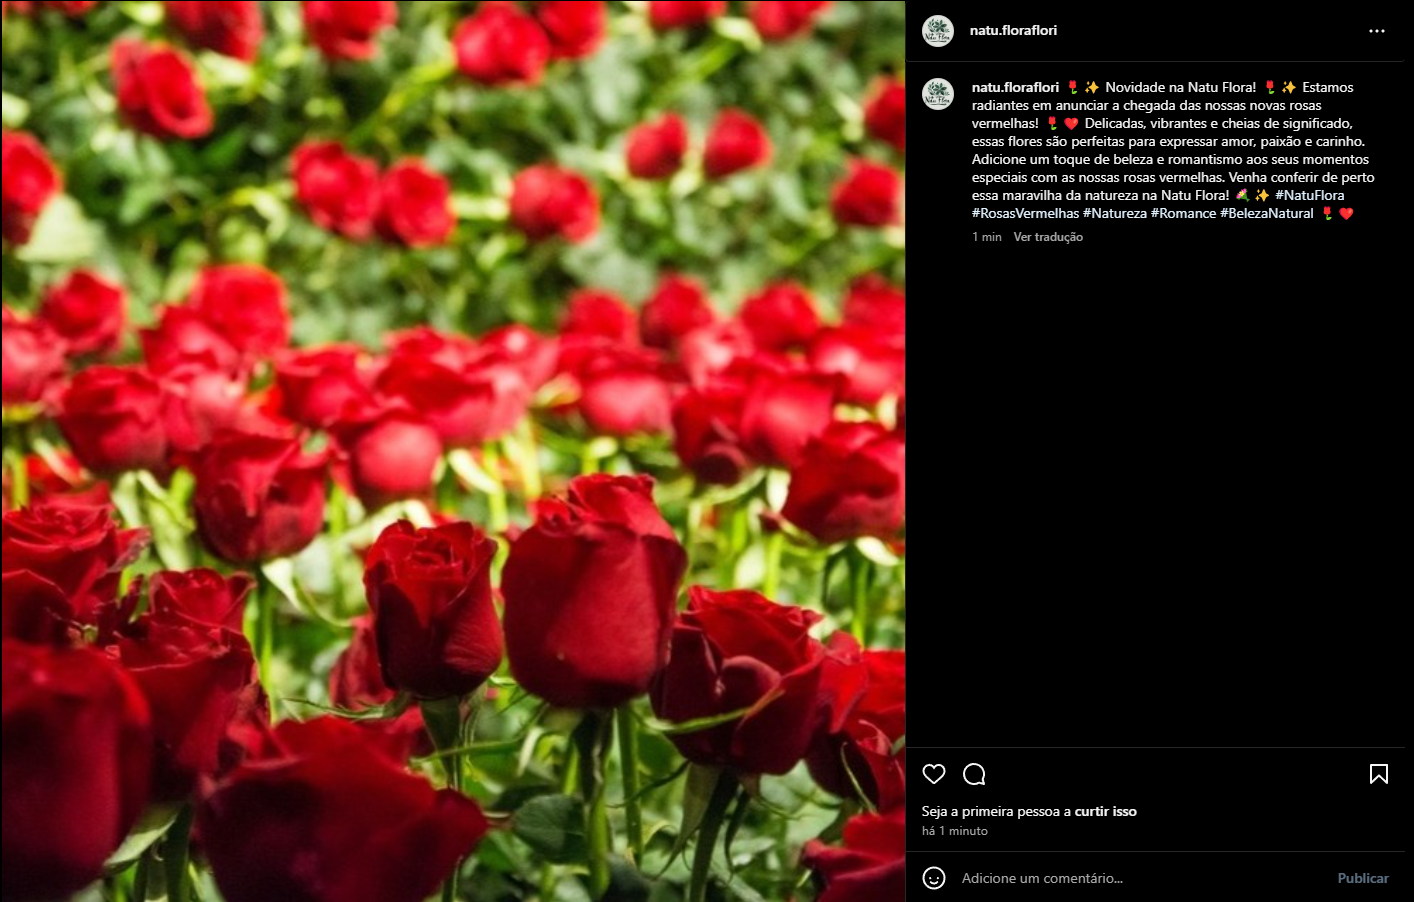 natu.floraflori
natu.floraflori 🌷✨ Novidade na Natu Flora! 🌷✨ Estamos
radiantes em anunciar a chegada das nossas novas rosas
vermelhas! 🌷❤️ Delicadas, vibrantes e cheias de significado,
essas flores são perfeitas para expressar amor, paixão e carinho.
Adicione um toque de beleza e romantismo aos seus momentos
especiais com as nossas rosas vermelhas. Venha conferir de perto
essa maravilha da natureza na Natu Flora! 💐✨ #NatuFlora
#RosasVermelhas #Natureza #Romance #BelezaNatural 🌷❤️
1 min Ver tradução
Seja a primeira pessoa a curtir isso
há 1 minuto
Adicione um comentário...
Publicar